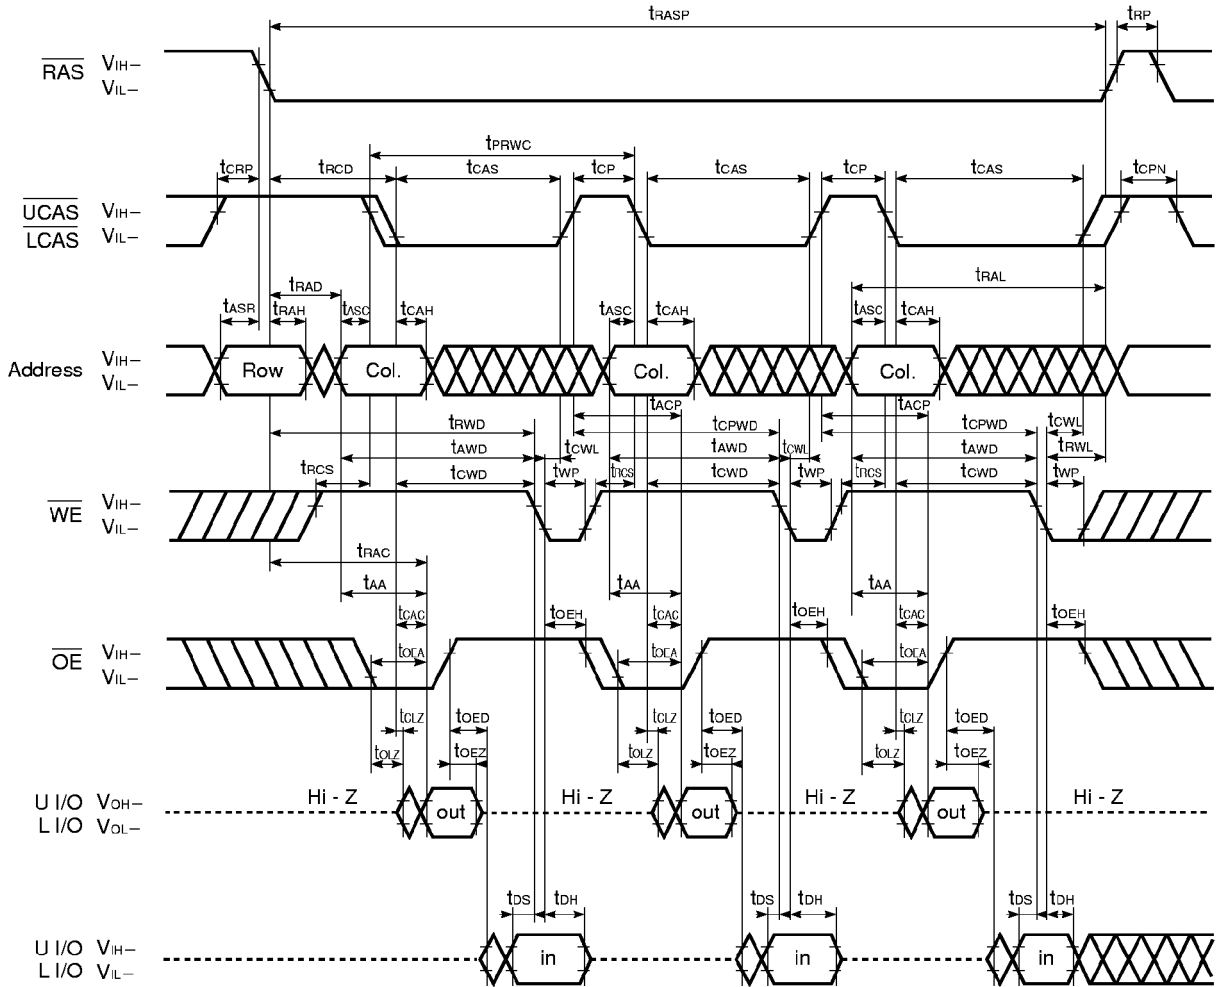 tRASP tRP
RAS VIH–
VIL–
tPRWC
tCRP tRCD tCAS tCP tCAS tCP tCAS tCPN
UCAS VIH–
LCAS VIL–
tRAD tRAL
tASR tRAH tASC tCAH tASC tCAH tASC tCAH
Address VIH–
VIL–
Row Col. Col. Col.
tACP tACP
tRWD tCPWD tCPWD tCWL
tAWD tCWL tAWD tCWL tAWD tRWL
tRCS tCWD tWP tRCS tCWD tWP tRCS tCWD tWP
WE VIH–
VIL–
tRAC
tAA tAA tAA
tCAC tOEH tCAC tOEH tCAC tOEH
OE VIH–
VIL–
tOEA tOEA tOEA
tCLZ tOED tCLZ tOED tCLZ tOED
tOLZ tOEZ tOLZ tOEZ tOLZ tOEZ
U I/O VOH–
L I/O VOL–
Hi - Z out Hi - Z out Hi - Z out Hi - Z
tDS tDH tDS tDH tDS tDH
U I/O VIH–
L I/O VIL–
in in in